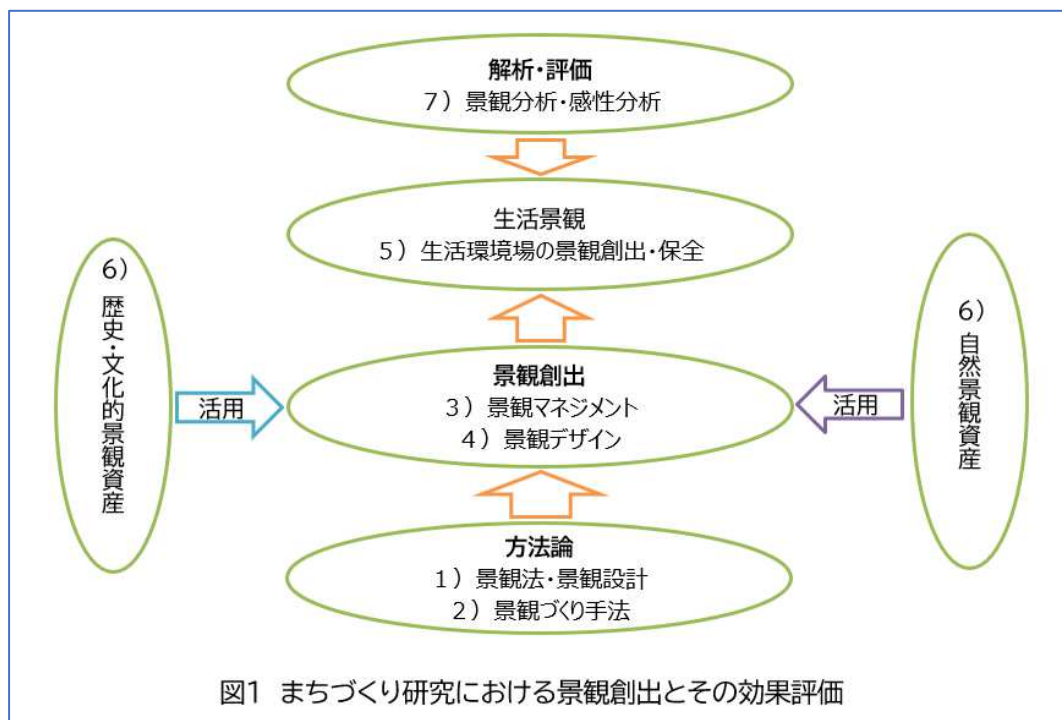 解析・評価
7）景観分析・感性分析
生活景観
5）生活環境場の景観創出・保全
6）歴史・文化的景観資産
活用
景観創出
3）景観マネジメント
4）景観デザイン
活用
6）自然景観資産
方法論
1）景観法・景観設計
2）景観づくり手法
図1 まちづくり研究における景観創出とその効果評価